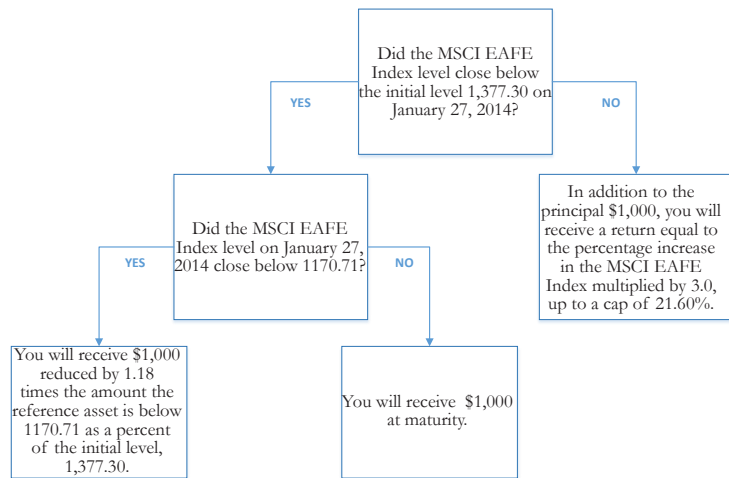 Did the MSCI EAFE
Index level close below
the initial level 1,377.30 on
January 27, 2014?
YES
NO
Did the MSCI EAFE
Index level on January 27,
2014 close below 1170.71?
In addition to the
principal $1,000, you will
receive a return equal to
the percentage increase
in the MSCI EAFE
Index multiplied by 3.0,
up to a cap of 21.60%.
YES
NO
You will receive $1,000
reduced by 1.18
times the amount the
reference asset is below
1170.71 as a percent
of the initial level,
1,377.30.
You will receive $1,000
at maturity.